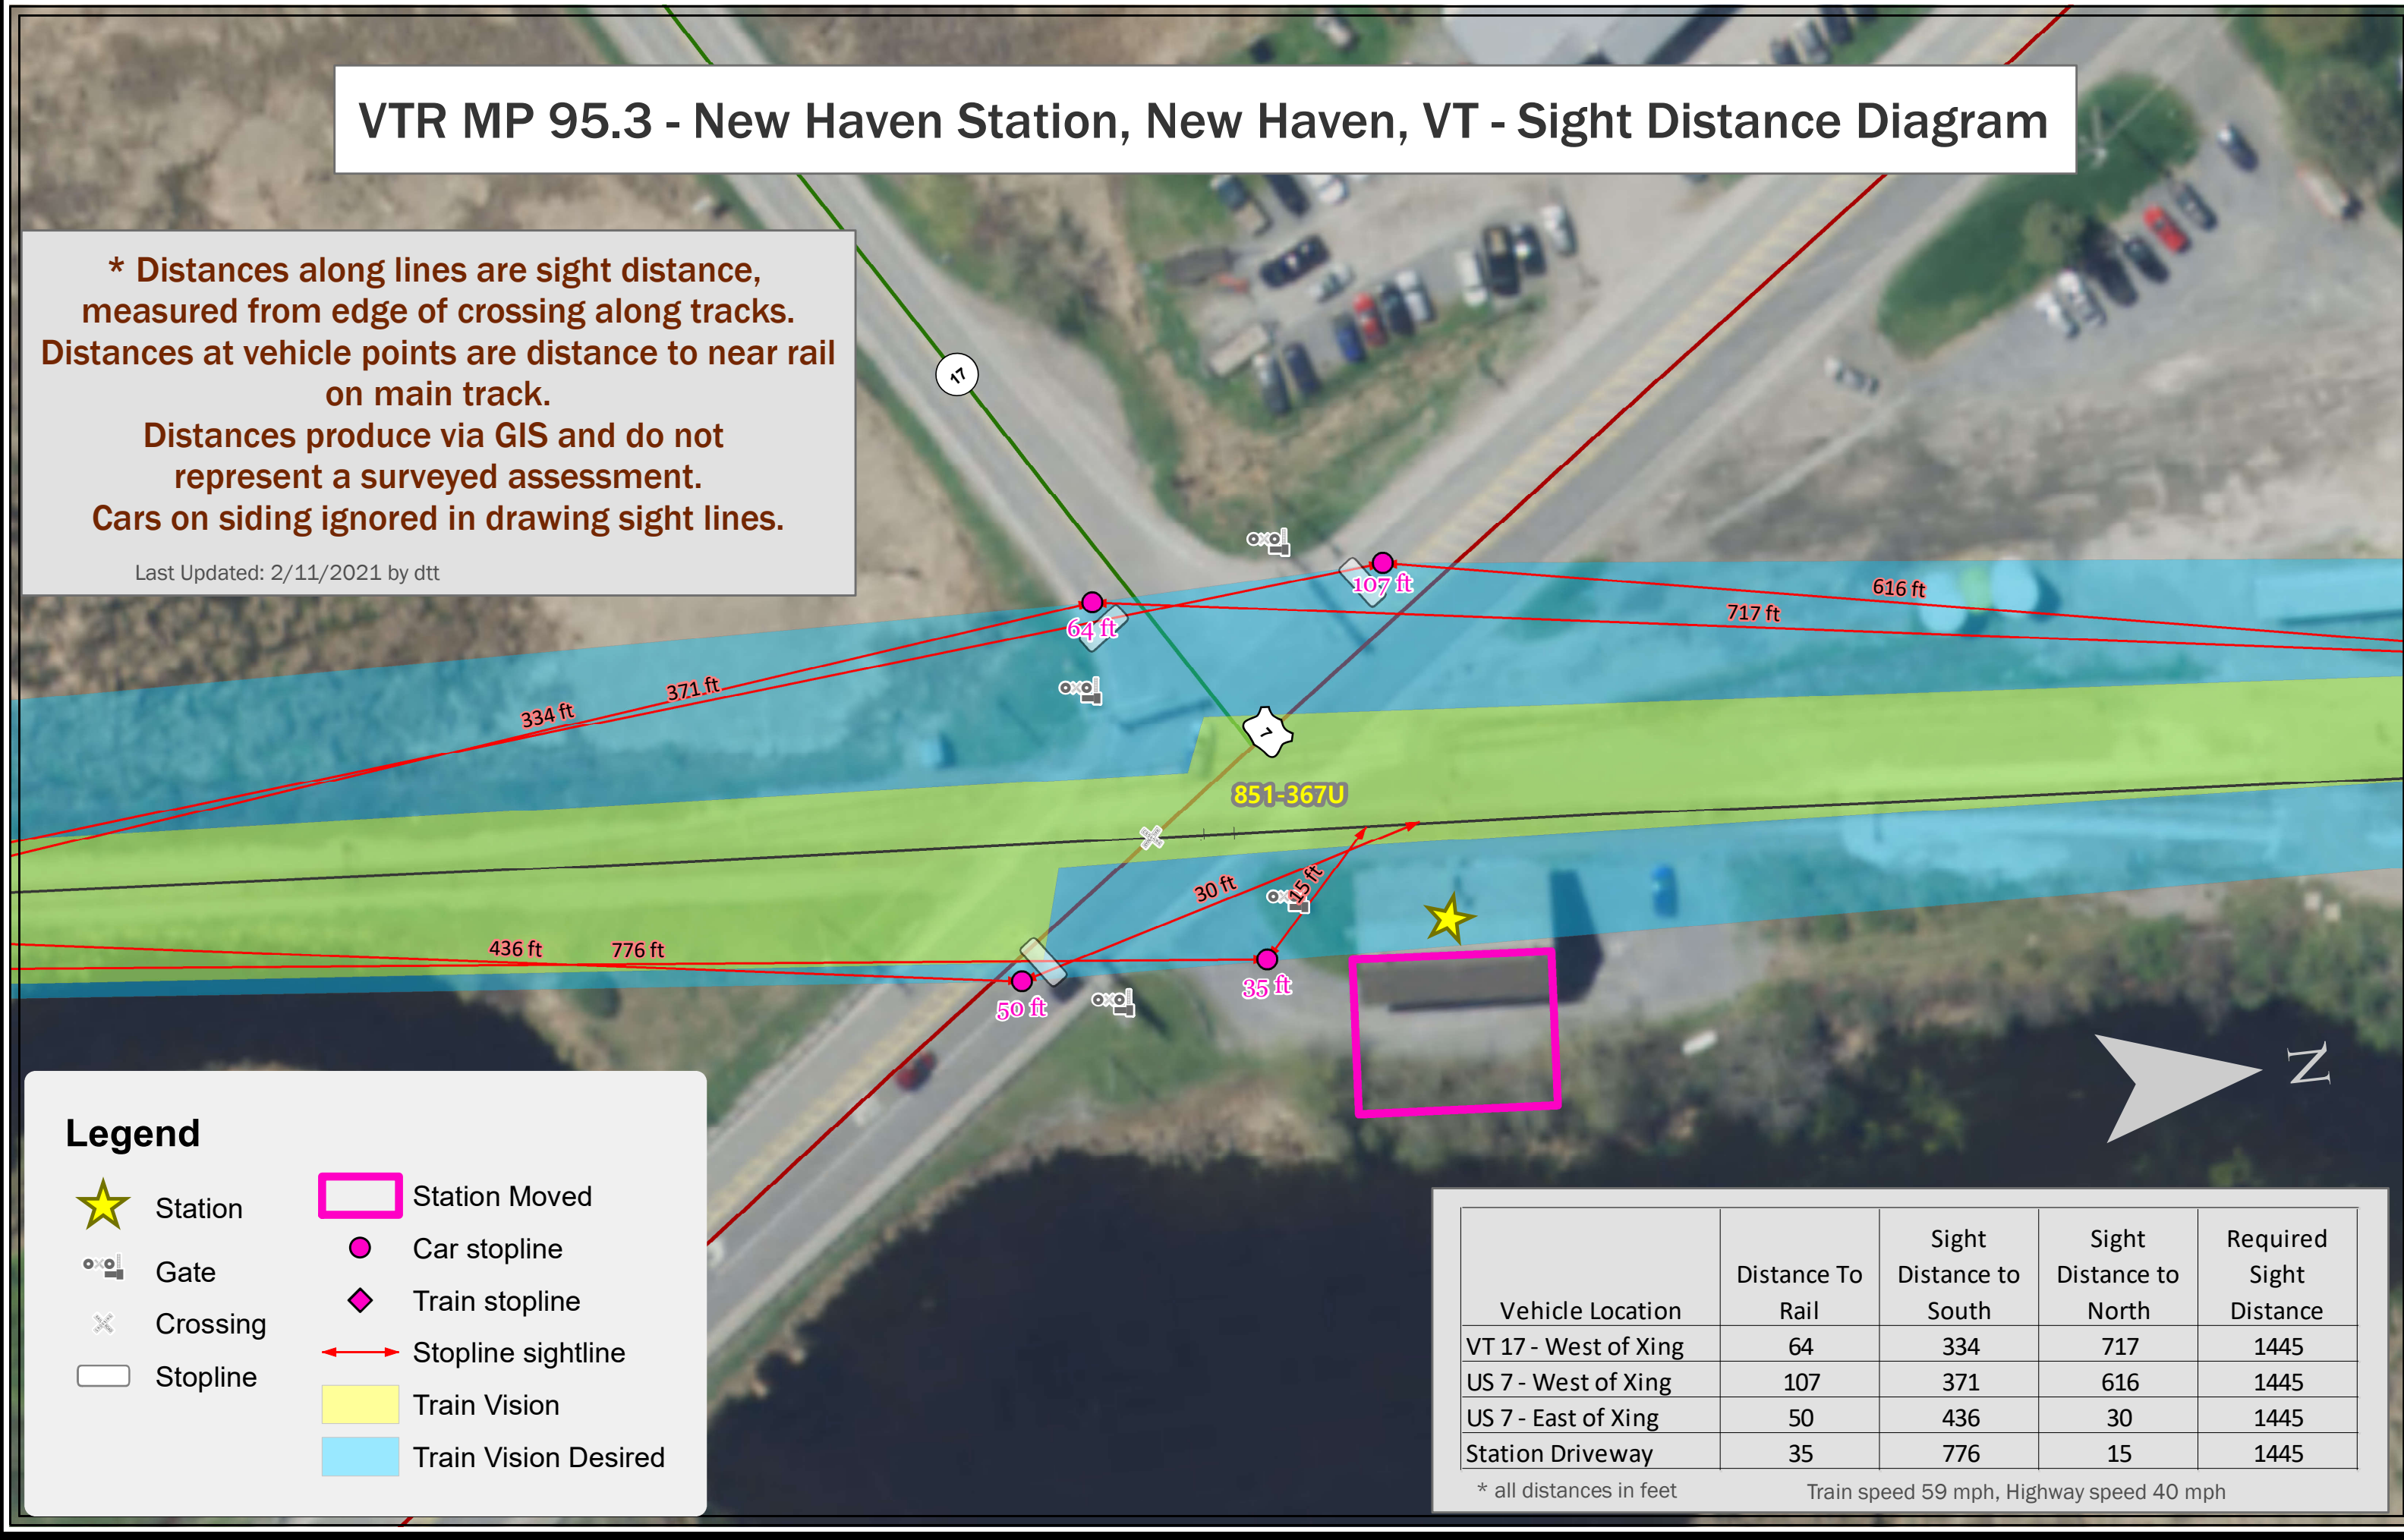 VTR MP 95.3 - New Haven Station, New Haven, VT - Sight Distance Diagram
* Distances along lines are sight distance,
measured from edge of crossing along tracks.
Distances at vehicle points are distance to near rail
on main track.
Distances produce via GIS and do not
represent a surveyed assessment.
Cars on siding ignored in drawing sight lines.
Last Updated: 2/11/2021 by dtt
17
107 ft
616 ft
717 ft
64 ft
371 ft
334 ft
7
851-367U
30 ft
15 ft
436 ft
776 ft
50 ft
35 ft
N
Legend
Station
Gate
Crossing
Stopline
Station Moved
Car stopline
Train stopline
Stopline sightline
Train Vision
Train Vision Desired
Vehicle Location
Distance To
Rail
Sight
Distance to
South
Sight
Distance to
North
Required
Sight
Distance
VT 17 - West of Xing 64 334 717 1445
US 7 - West of Xing 107 371 616 1445
US 7 - East of Xing 50 436 30 1445
Station Driveway 35 776 15 1445
* all distances in feet
Train speed 59 mph, Highway speed 40 mph